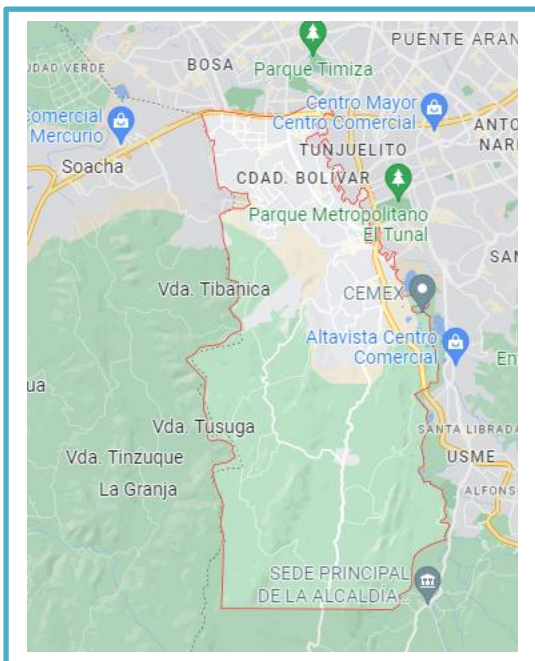 PUENTE ARAN
UDAD VERDE
BOSA
Parque Timiza
Comercial
Mercurio
Centro Mayor
Centro Comercial
ANTO
NARI
Soacha
TUNJUELITO
CDAD. BOLÍVAR
Parque Metropolitano
El Tunal
SAN
Vda. Tibanica
CEMEX
Altavista Centro
Comercial
En
ua
Vda. Tusuga
SANTA LIBRADA
Vda. Tinzuque
USME
La Granja
ALFONS
SEDE PRINCIPAL
DE LA ALCALDÍA...